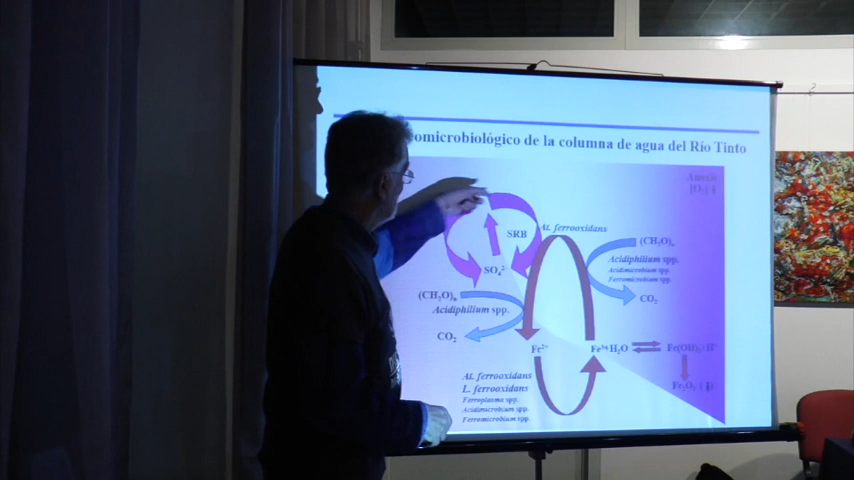 omicrobiológico de la columna de agua del Río Tinto
Anoxia
[O₂] ↓
SRB
At. ferrooxidans
SO₄²⁻
(CH₂O)ₙ
Acidiphilium spp.
Acidimicrobium spp.
Ferromicrobium spp.
CO₂
(CH₂O)ₙ
Acidiphilium spp.
CO₂
Fe²⁺
Fe³⁺ H₂O
Fe(OH)₃ H⁺
Fe₂O₃ (↓)
At. ferrooxidans
L. ferrooxidans
Ferroplasma spp.
Acidimicrobium spp.
Ferromicrobium spp.